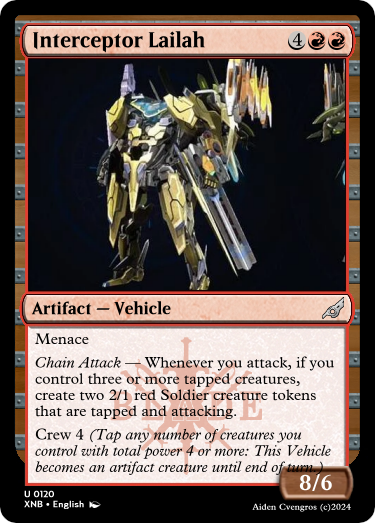 Interceptor Lailah 4
Artifact — Vehicle
Menace
Chain Attack — Whenever you attack, if you
control three or more tapped creatures,
create two 2/1 red Soldier creature tokens
that are tapped and attacking.
Crew 4 (Tap any number of creatures you
control with total power 4 or more: This Vehicle
becomes an artifact creature until end of turn.)
8/6
U 0120
XNB • English
Aiden Cvengros (c)2024